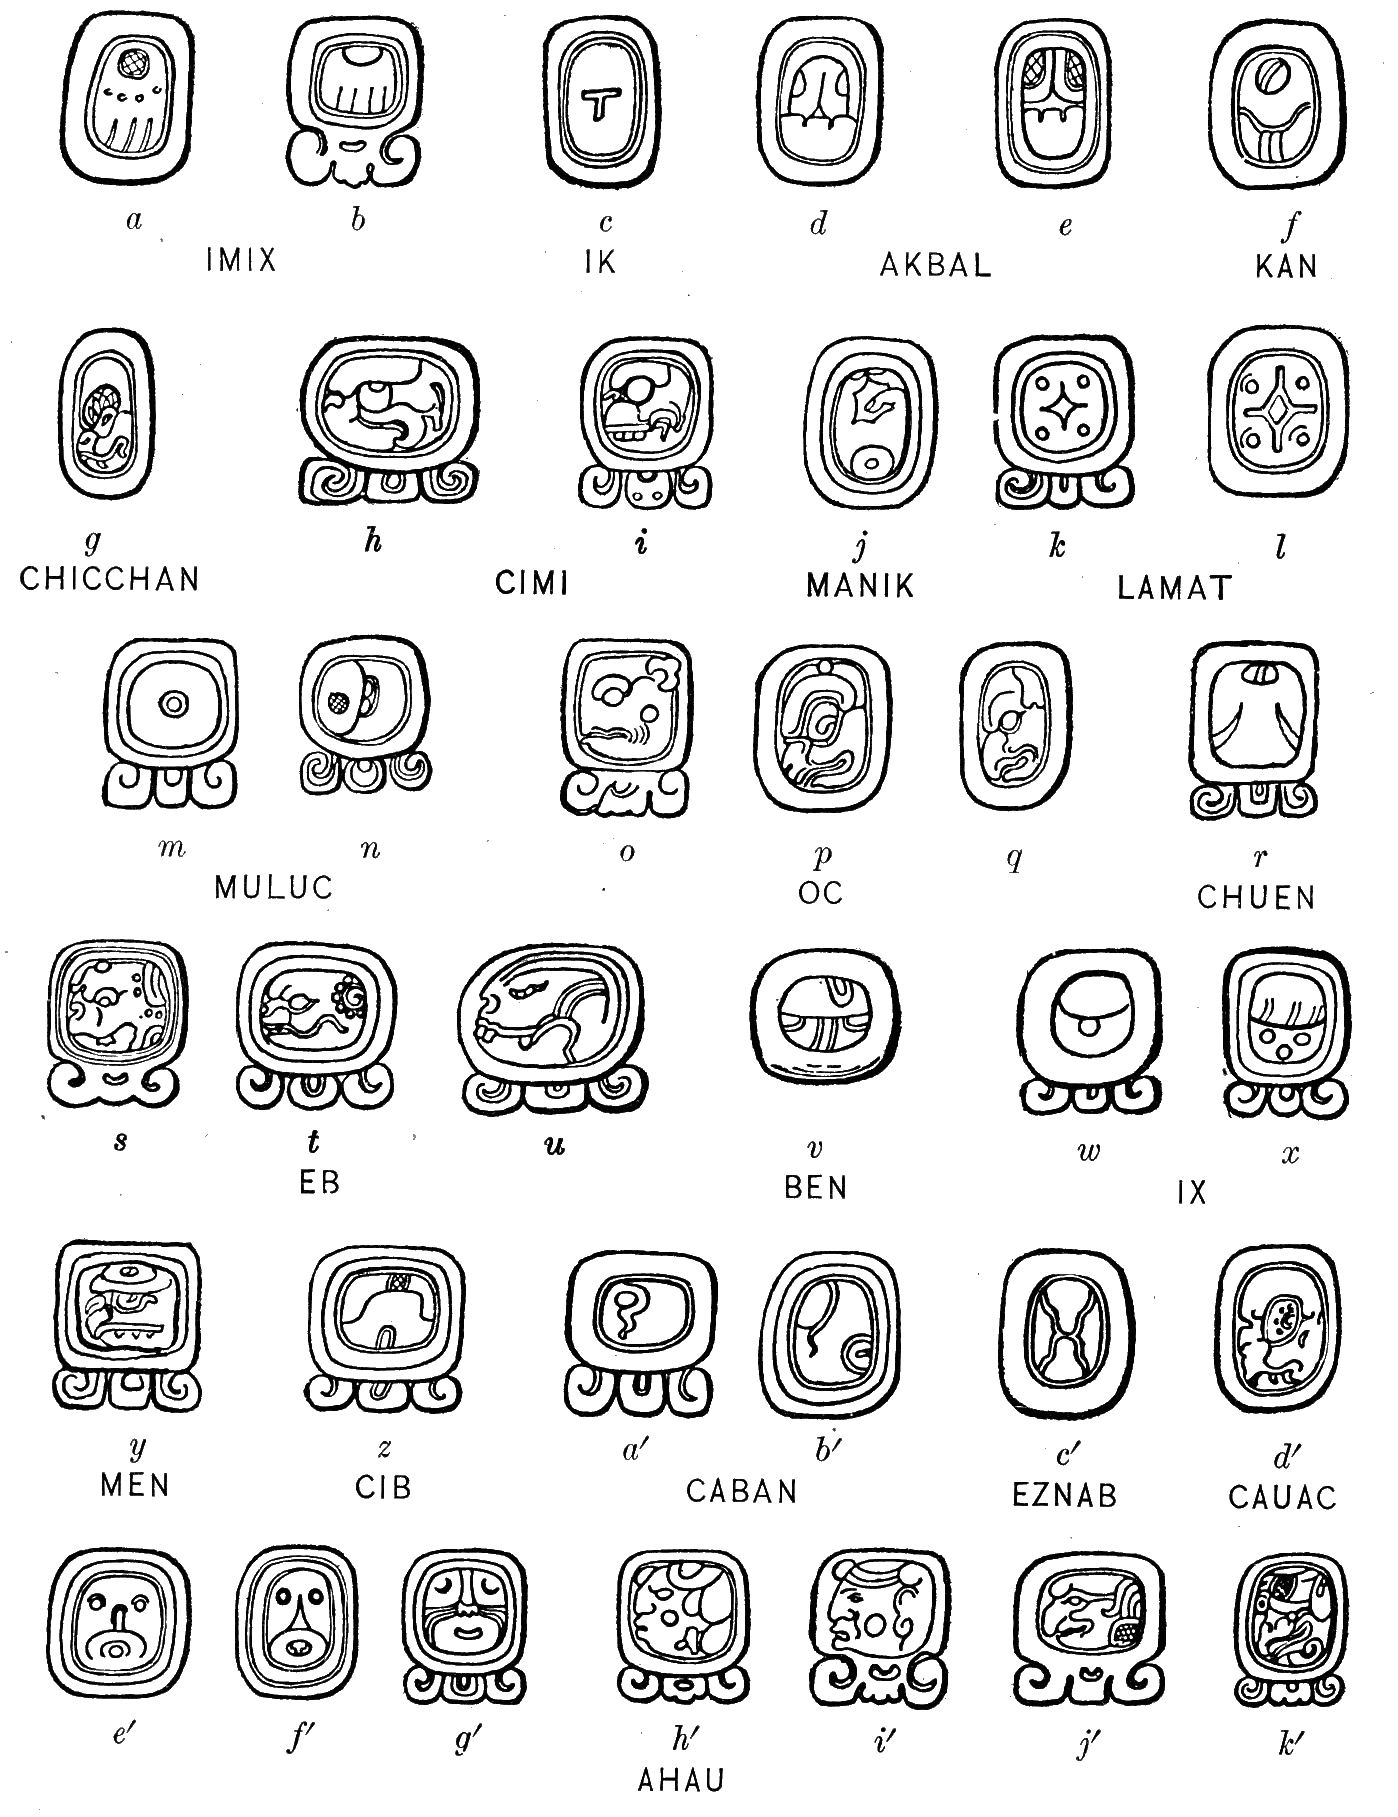 a b c d e f
IMIX IK AKBAL KAN
g h i j k l
CHICCHAN CIMI MANIK LAMAT
m n o p q r
MULUC OC CHUEN
s t u v w x
EB BEN IX
y z a′ b′ c′ d′
MEN CIB CABAN EZNAB CAUAC
e′ f′ g′ h′ i′ j′ k′
AHAU